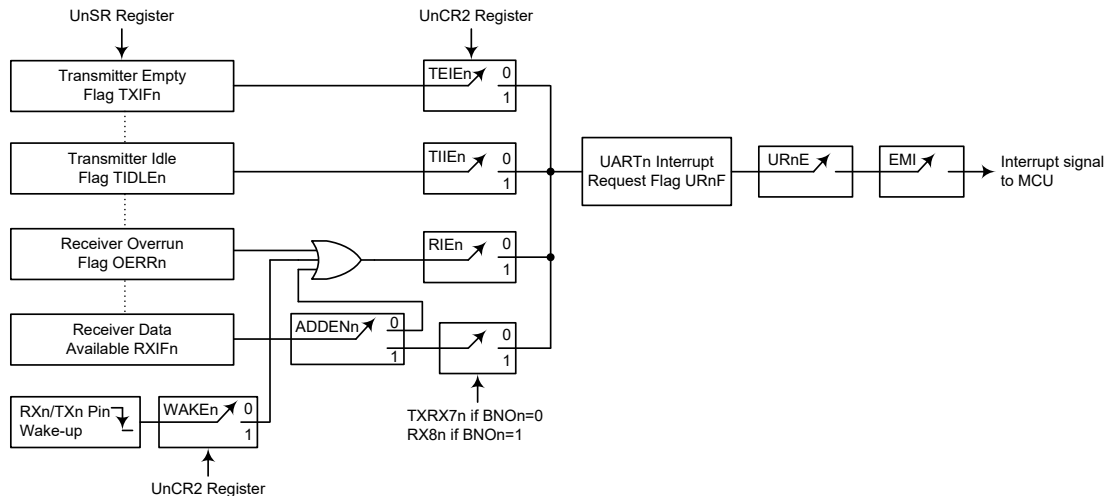 UnSR Register
UnCR2 Register
Transmitter Empty
Flag TXIFn
TEIEn
0
1
Transmitter Idle
Flag TIDLEn
TIIEn
0
1
UARTn Interrupt
Request Flag URnF
URnE
EMI
Interrupt signal
to MCU
Receiver Overrun
Flag OERRn
RIEn
0
1
Receiver Data
Available RXIFn
ADDENn
0
1
0
1
RXn/TXn Pin
Wake-up
WAKEn
0
1
TXRX7n if BNOn=0
RX8n if BNOn=1
UnCR2 Register